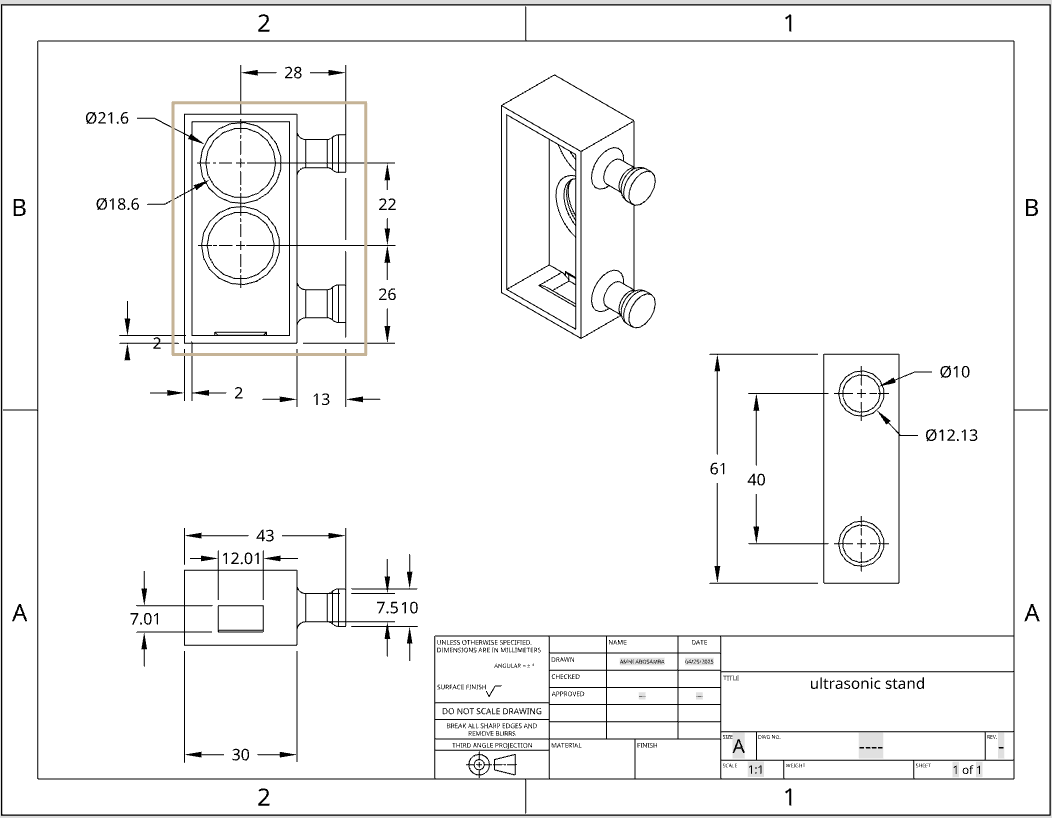 2
1
28
Ø21.6
Ø18.6
B
B
22
26
2
2
13
Ø10
Ø12.13
61
40
43
12.01
7.01
7.5
10
A
A
30
UNLESS OTHERWISE SPECIFIED,
DIMENSIONS ARE IN MILLIMETERS
ANGULAR = ± °
SURFACE FINISH
DO NOT SCALE DRAWING
BREAK ALL SHARP EDGES AND
REMOVE BURRS
THIRD ANGLE PROJECTION
NAME
DATE
DRAWN
CHECKED
APPROVED
---
---
MATERIAL
FINISH
TITLE
ultrasonic stand
SIZE
A
DWG NO.
----
REV.
-
SCALE
1:1
WEIGHT
SHEET
1 of 1
2
1